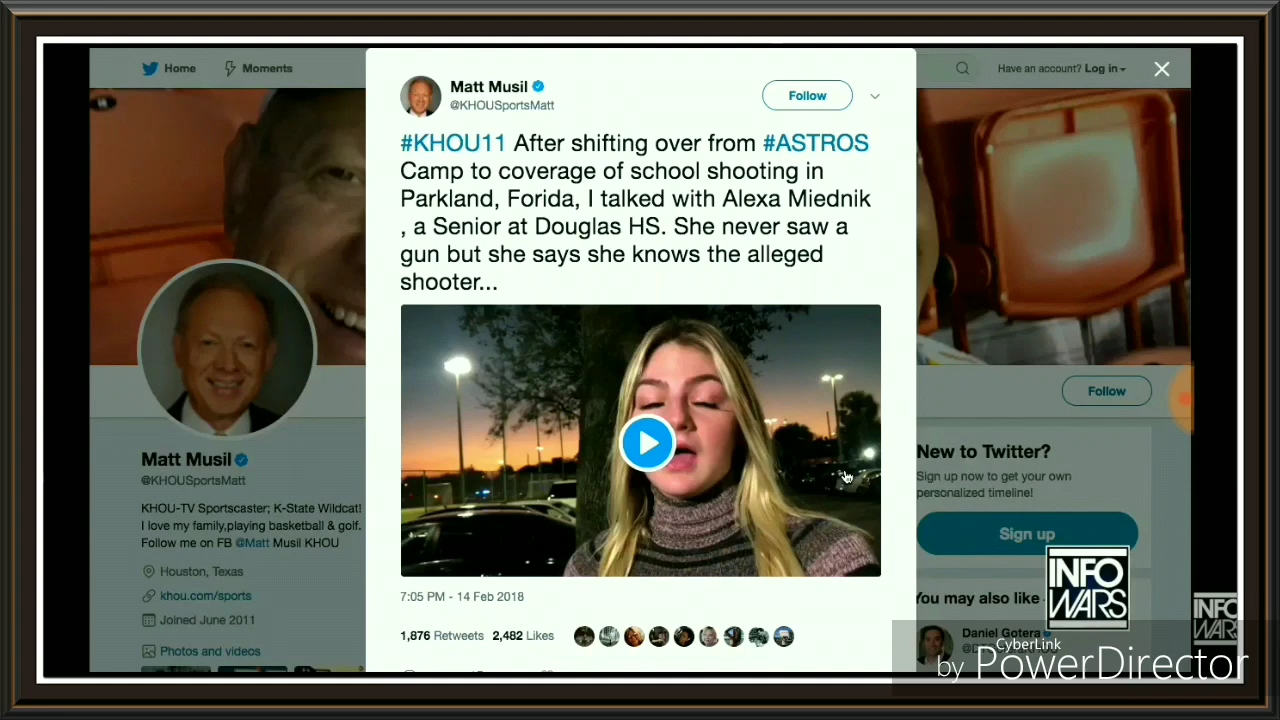 Home
Moments
Have an account? Log in
Matt Musil
@KHOUSportsMatt
Follow
#KHOU11 After shifting over from #ASTROS
Camp to coverage of school shooting in
Parkland, Forida, I talked with Alexa Miednik
, a Senior at Douglas HS. She never saw a
gun but she says she knows the alleged
shooter...
7:05 PM - 14 Feb 2018
1,876 Retweets 2,482 Likes
Matt Musil
@KHOUSportsMatt
KHOU-TV Sportscaster; K-State Wildcat!
I love my family,playing basketball & golf.
Follow me on FB @Matt Musil KHOU
Houston, Texas
khou.com/sports
Joined June 2011
Photos and videos
Follow
New to Twitter?
Sign up now to get your own
personalized timeline!
Sign up
You may also like
Daniel Gotera
INFO
WARS
INFO
WARS
CyberLink
by PowerDirector